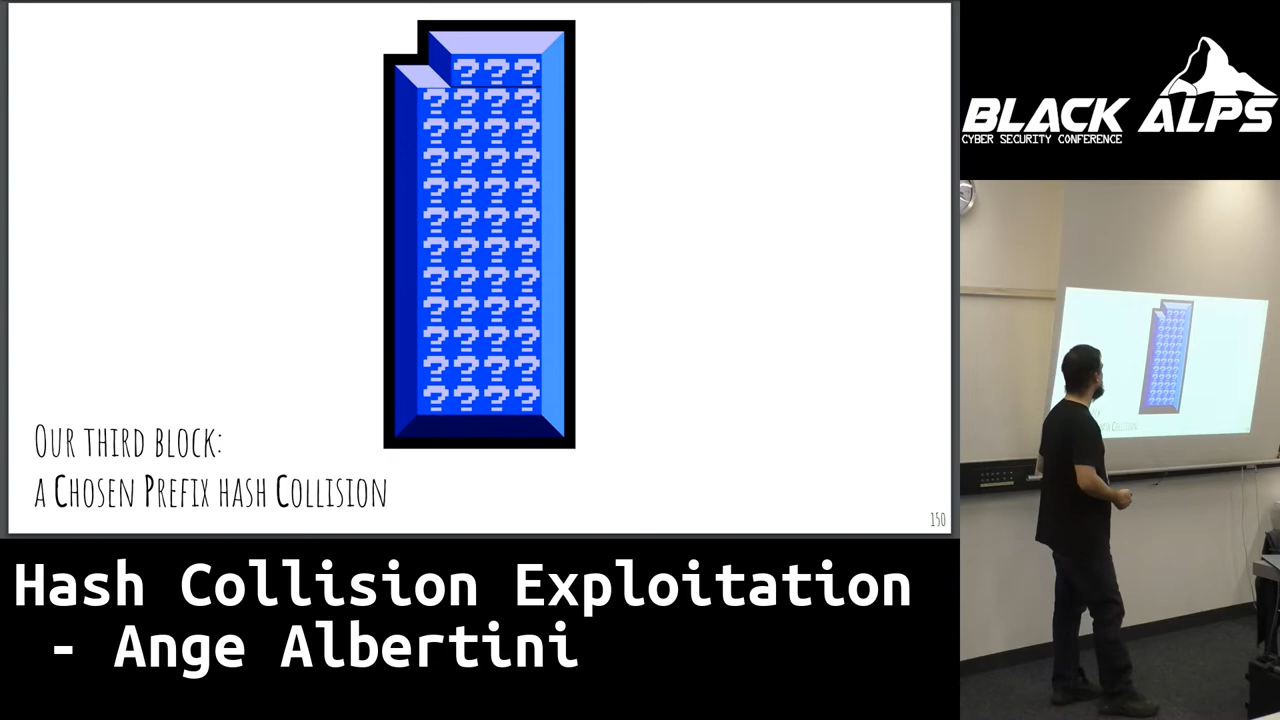 ? ? ?
? ? ? ?
? ? ? ?
? ? ? ?
? ? ? ?
? ? ? ?
? ? ? ?
? ? ? ?
? ? ? ?
? ? ? ?
? ? ? ?
? ? ? ?
Our third block:
a Chosen Prefix hash Collision
150
BLACK ALPS
CYBER SECURITY CONFERENCE
Hash Collision Exploitation
- Ange Albertini